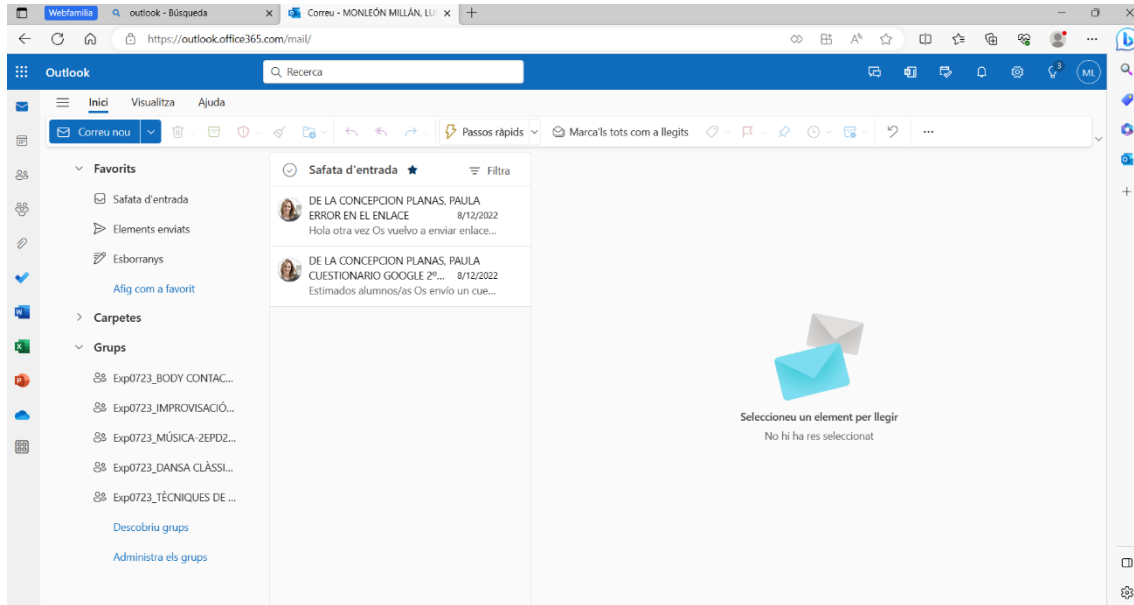 Webfamilia
outlook - Búsqueda
Correu - MONLEÓN MILLÁN, LU
https://outlook.office365.com/mail/
Outlook
Recerca
3
ML
Inici Visualitza Ajuda
Correu nou
Passos ràpids
Marca'ls tots com a llegits
Favorits
Safata d'entrada
Elements enviats
Esborranys
Afig com a favorit
Carpetes
Grups
Exp0723_BODY CONTAC...
Exp0723_IMPROVISACIÓ...
Exp0723_MÚSICA-2EPD2...
Exp0723_DANSA CLÀSSI...
Exp0723_TÈCNIQUES DE ...
Descobriu grups
Administra els grups
Safata d'entrada
Filtra
DE LA CONCEPCION PLANAS, PAULA
ERROR EN EL ENLACE 8/12/2022
Hola otra vez Os vuelvo a enviar enlace...
DE LA CONCEPCION PLANAS, PAULA
CUESTIONARIO GOOGLE 2º... 8/12/2022
Estimados alumnos/as Os envío un cue...
Seleccioneu un element per llegir
No hi ha res seleccionat